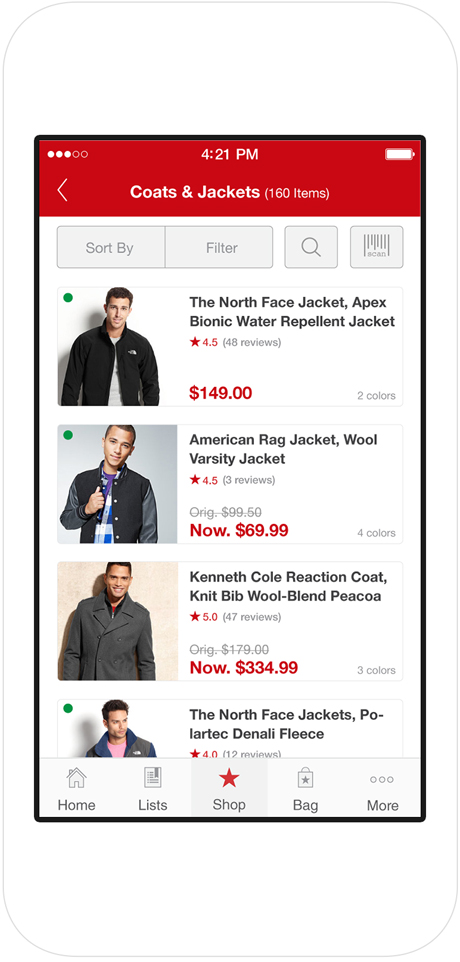 4:21 PM
Coats & Jackets (160 Items)
Sort By
Filter
scan
The North Face Jacket, Apex
Bionic Water Repellent Jacket
4.5 (48 reviews)
$149.00
2 colors
American Rag Jacket, Wool
Varsity Jacket
4.5 (3 reviews)
Orig. $99.50
Now. $69.99
4 colors
Kenneth Cole Reaction Coat,
Knit Bib Wool-Blend Peacoa
5.0 (47 reviews)
Orig. $179.00
Now. $334.99
3 colors
The North Face Jackets, Po-
lartec Denali Fleece
4.0 (12 reviews)
Home
Lists
Shop
Bag
More